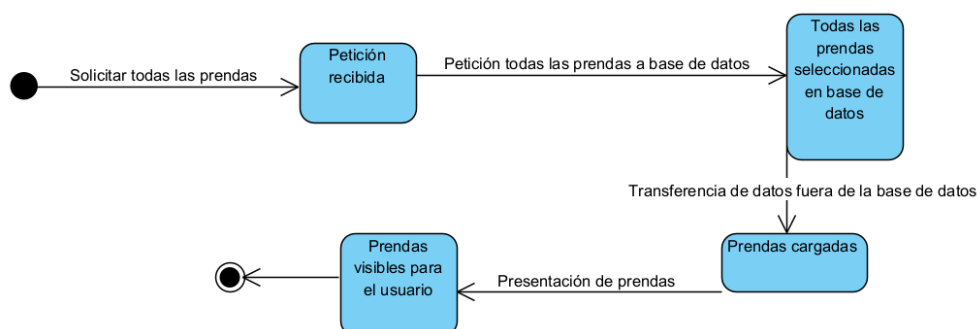 Solicitar todas las prendas
Petición
recibida
Petición todas las prendas a base de datos
Todas las
prendas
seleccionadas
en base de
datos
Transferencia de datos fuera de la base de datos
Prendas cargadas
Presentación de prendas
Prendas
visibles para
el usuario